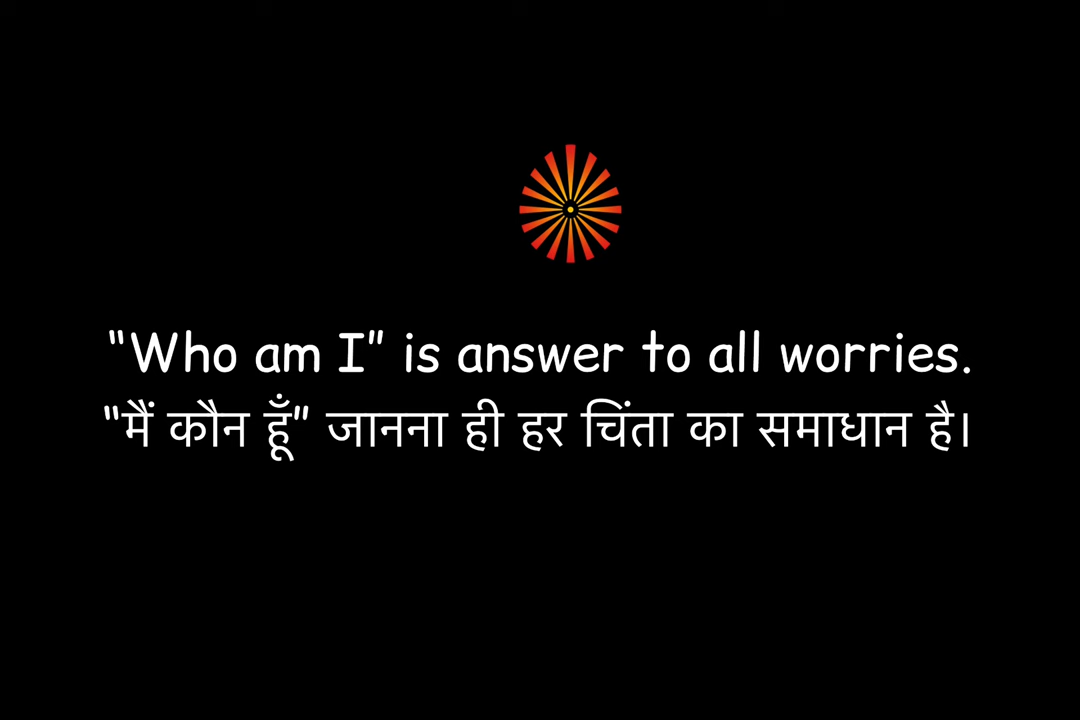 "Who am I" is answer to all worries.
"मैं कौन हूँ" जानना ही हर चिंता का समाधान है।